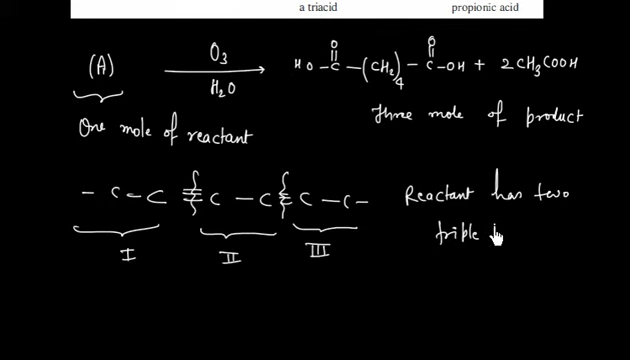 a triacid propionic acid
(A) O₃ H₂O HO-C(=O)-(CH₂)₄-C(=O)-OH + 2CH₃COOH
One mole of reactant
Three mole of product
- C - C ≡ C - C ≡ C - C -
Reactant has two
triple
I II III